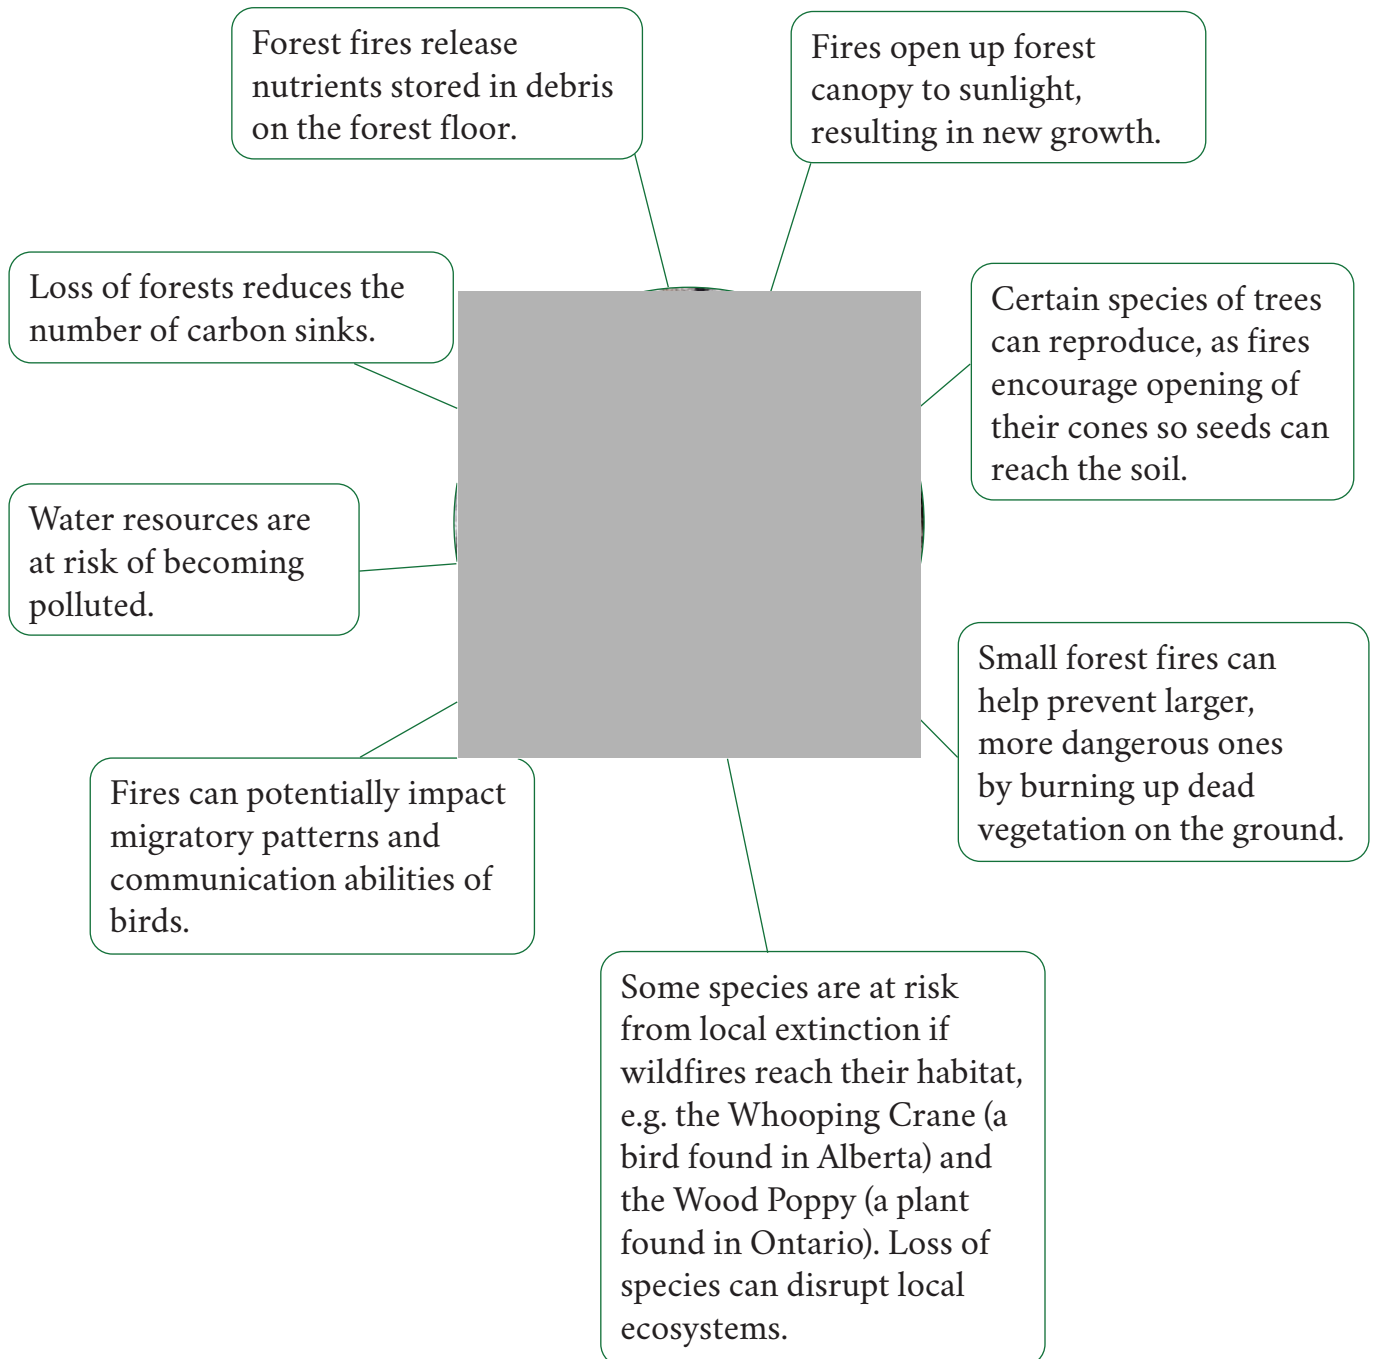 Forest fires release
nutrients stored in debris
on the forest floor.
Fires open up forest
canopy to sunlight,
resulting in new growth.
Loss of forests reduces the
number of carbon sinks.
Certain species of trees
can reproduce, as fires
encourage opening of
their cones so seeds can
reach the soil.
Water resources are
at risk of becoming
polluted.
Small forest fires can
help prevent larger,
more dangerous ones
by burning up dead
vegetation on the ground.
Fires can potentially impact
migratory patterns and
communication abilities of
birds.
Some species are at risk
from local extinction if
wildfires reach their habitat,
e.g. the Whooping Crane (a
bird found in Alberta) and
the Wood Poppy (a plant
found in Ontario). Loss of
species can disrupt local
ecosystems.